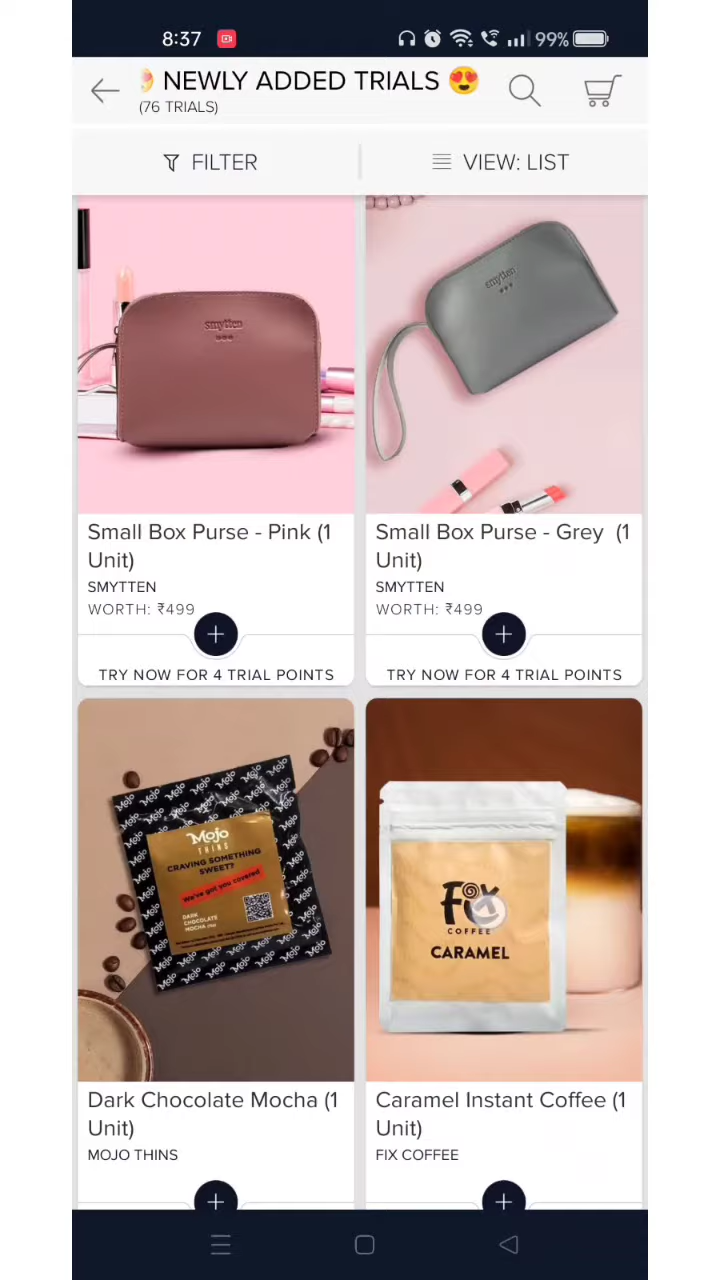 8:37
99%
NEWLY ADDED TRIALS 😍
(76 TRIALS)
FILTER
VIEW: LIST
smytten
smytten
Small Box Purse - Pink (1
Unit)
SMYTTEN
WORTH: ₹499
TRY NOW FOR 4 TRIAL POINTS
Small Box Purse - Grey (1
Unit)
SMYTTEN
WORTH: ₹499
TRY NOW FOR 4 TRIAL POINTS
Mojo
THINS
CRAVING SOMETHING
SWEET?
We've got you covered
DARK
CHOCOLATE
MOCHA
FIX
COFFEE
CARAMEL
Dark Chocolate Mocha (1
Unit)
MOJO THINS
Caramel Instant Coffee (1
Unit)
FIX COFFEE